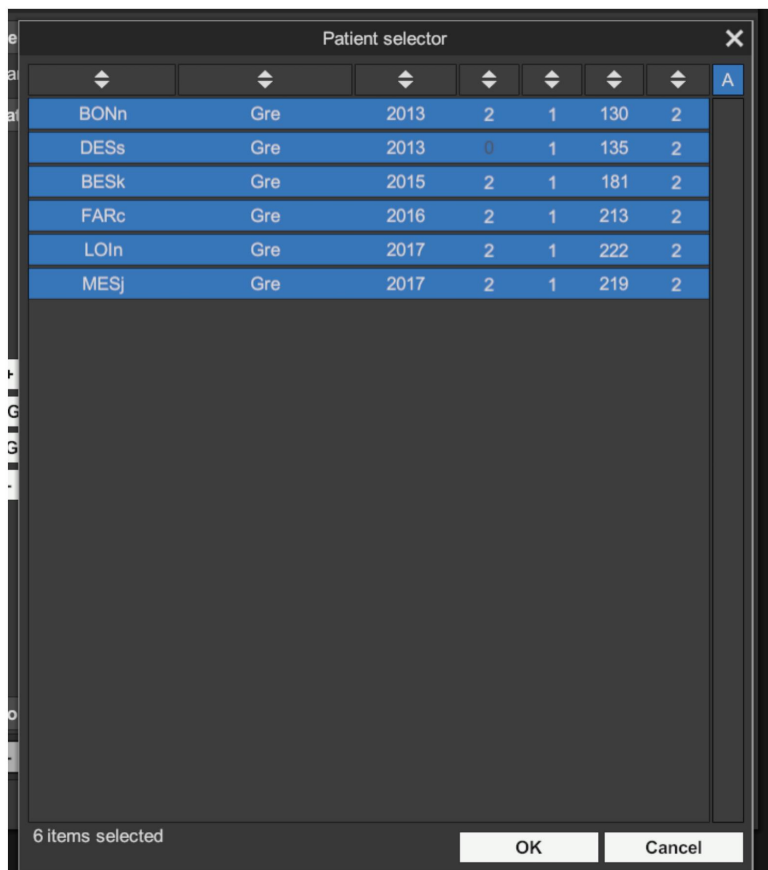 Patient selector
A
BONn Gre 2013 2 1 130 2
DESs Gre 2013 0 1 135 2
BESk Gre 2015 2 1 181 2
FARc Gre 2016 2 1 213 2
LOIn Gre 2017 2 1 222 2
MESj Gre 2017 2 1 219 2
+
G
G
-
-
6 items selected
OK Cancel